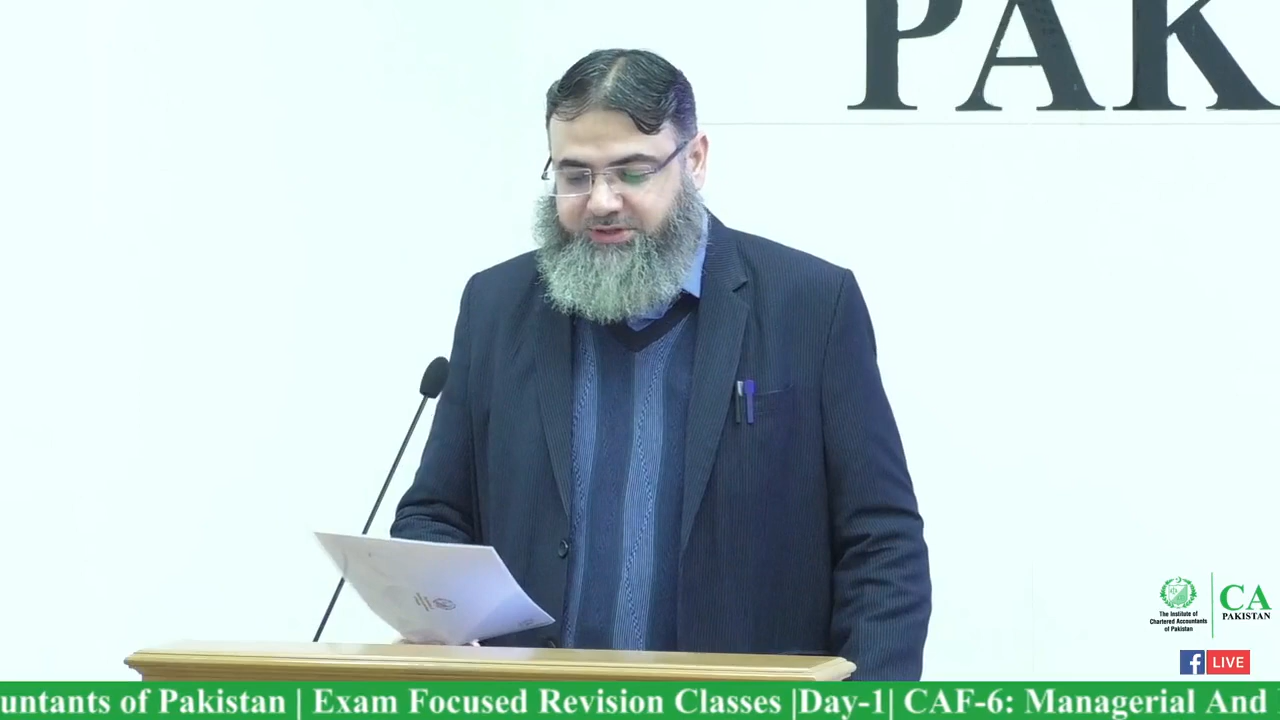 PAK
The Institute of
Chartered Accountants
of Pakistan
CA
PAKISTAN
f LIVE
untants of Pakistan | Exam Focused Revision Classes |Day-1| CAF-6: Managerial And